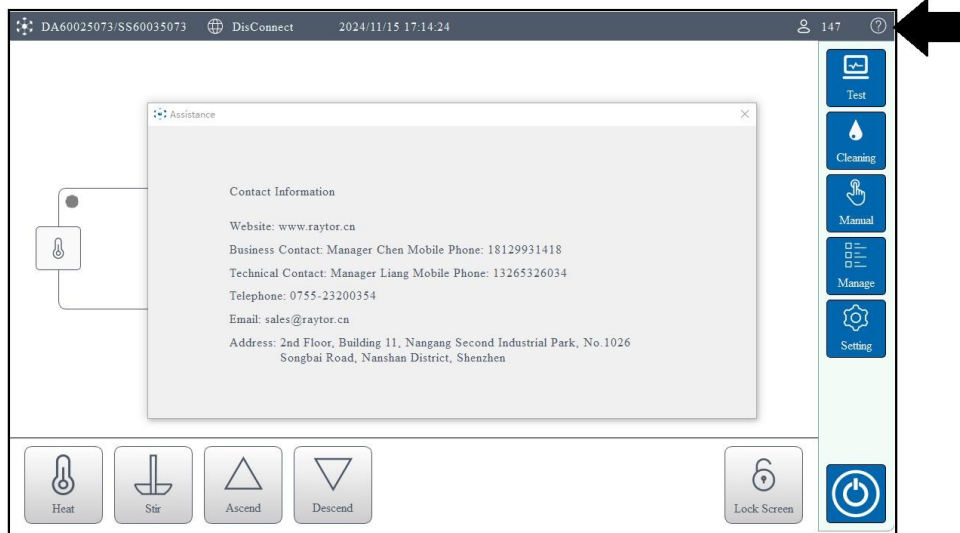 DA60025073/SS60035073 DisConnect 2024/11/15 17:14:24 147
Assistance
Contact Information
Website: www.raytor.cn
Business Contact: Manager Chen Mobile Phone: 18129931418
Technical Contact: Manager Liang Mobile Phone: 13265326034
Telephone: 0755-23200354
Email: sales@raytor.cn
Address: 2nd Floor, Building 11, Nangang Second Industrial Park, No.1026
Songbai Road, Nanshan District, Shenzhen
Test
Cleaning
Manual
Manage
Setting
Heat
Stir
Ascend
Descend
Lock Screen